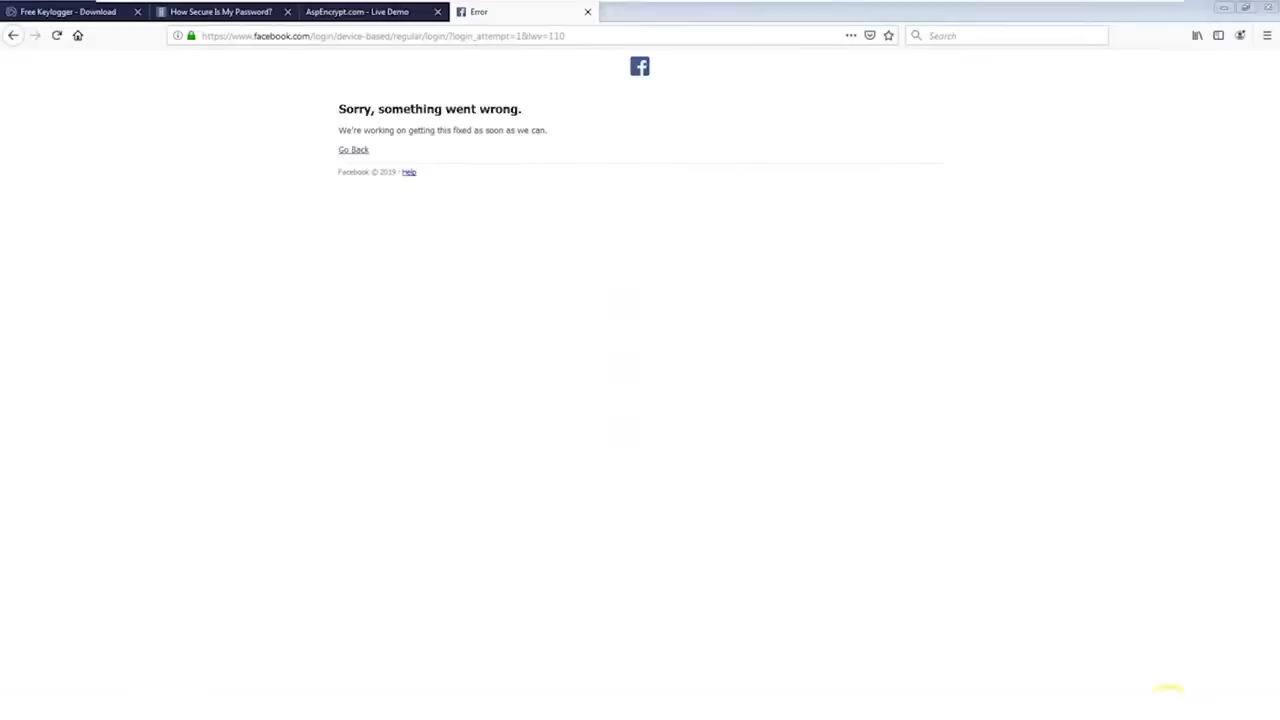 Free Keylogger - Download
How Secure Is My Password?
AspEncrypt.com - Live Demo
Error
https://www.facebook.com/login/device-based/regular/login/?login_attempt=1&lwv=110
Search
Sorry, something went wrong.
We're working on getting this fixed as soon as we can.
Go Back
Facebook © 2019 · Help